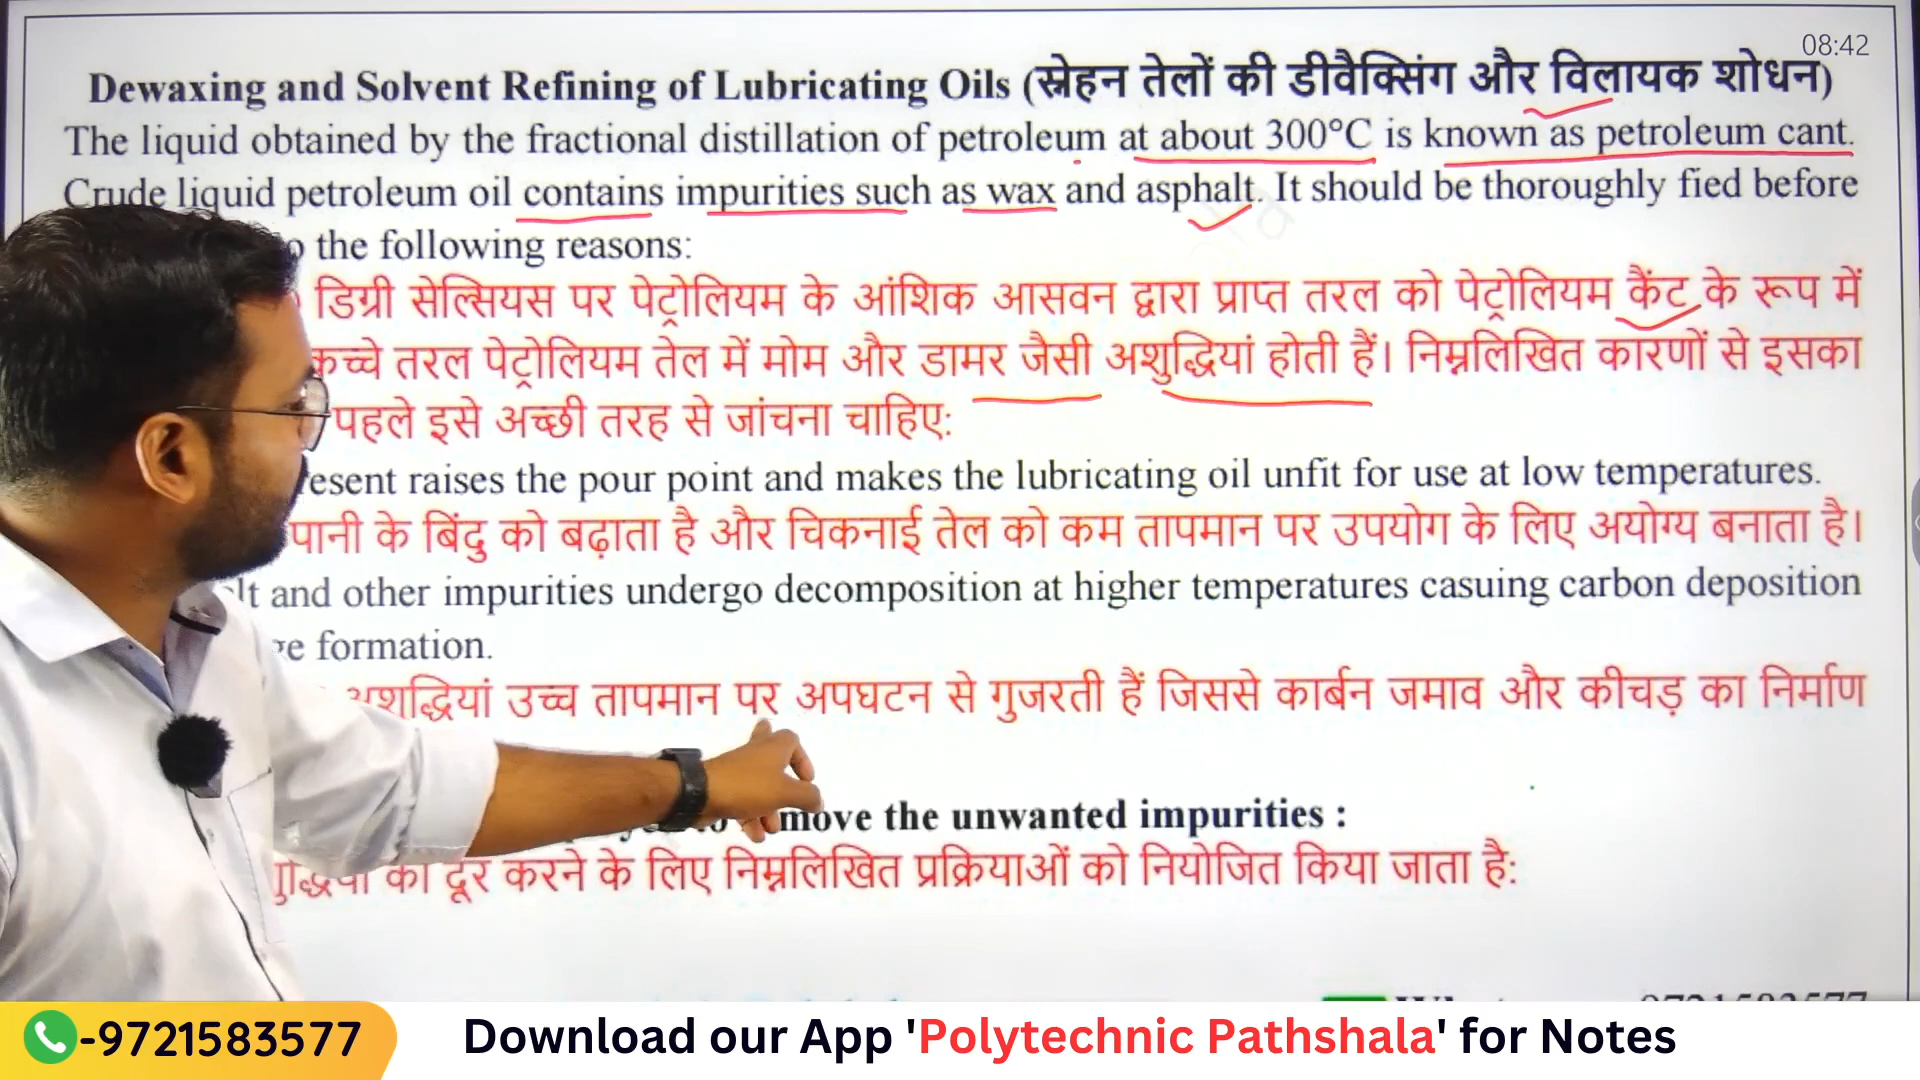 08:42
Dewaxing and Solvent Refining of Lubricating Oils (स्नेहन तेलों की डीवैक्सिंग और विलायक शोधन)
The liquid obtained by the fractional distillation of petroleum at about 300°C is known as petroleum cant.
Crude liquid petroleum oil contains impurities such as wax and asphalt. It should be thoroughly fied before
the following reasons:
डिग्री सेल्सियस पर पेट्रोलियम के आंशिक आसवन द्वारा प्राप्त तरल को पेट्रोलियम कैंट के रूप में
कच्चे तरल पेट्रोलियम तेल में मोम और डामर जैसी अशुद्धियां होती हैं। निम्नलिखित कारणों से इसका
पहले इसे अच्छी तरह से जांचना चाहिए:
raises the pour point and makes the lubricating oil unfit for use at low temperatures.
पानी के बिंदु को बढ़ाता है और चिकनाई तेल को कम तापमान पर उपयोग के लिए अयोग्य बनाता है।
and other impurities undergo decomposition at higher temperatures casuing carbon deposition
formation.
उच्च तापमान पर अपघटन से गुजरती हैं जिससे कार्बन जमाव और कीचड़ का निर्माण
the unwanted impurities :
दूर करने के लिए निम्नलिखित प्रक्रियाओं को नियोजित किया जाता है:
-9721583577
Download our App 'Polytechnic Pathshala' for Notes